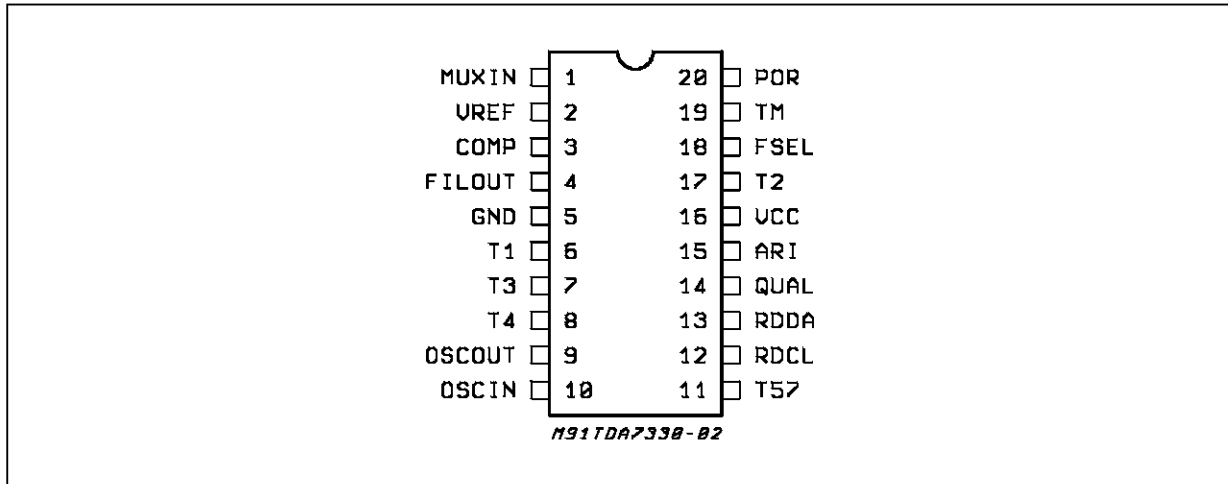 MUXIN 1 20 POR
VREF 2 19 TM
COMP 3 18 FSEL
FILOUT 4 17 T2
GND 5 16 VCC
T1 6 15 ARI
T3 7 14 QUAL
T4 8 13 RDDA
OSCOUT 9 12 RDCL
OSCIN 10 11 T57
M91TDA7330-02